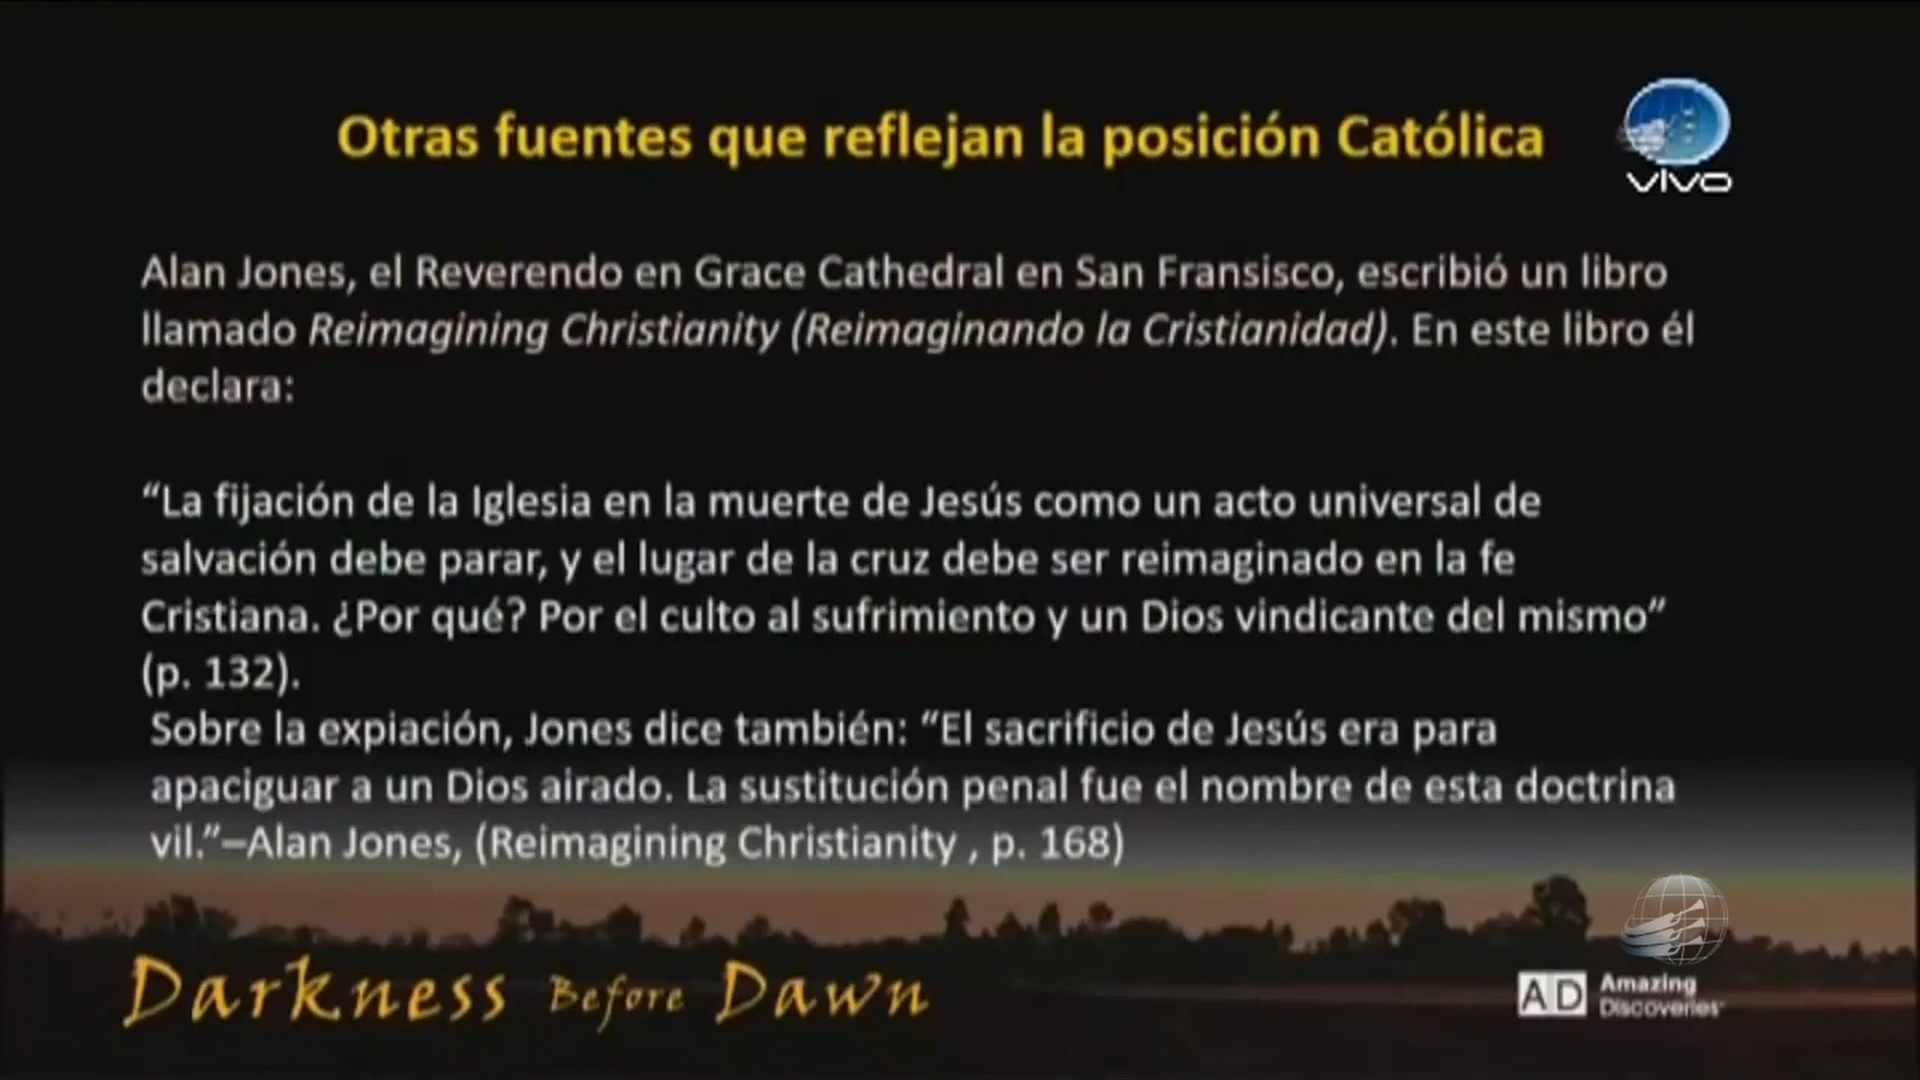 Otras fuentes que reflejan la posición Católica
VIVO
Alan Jones, el Reverendo en Grace Cathedral en San Fransisco, escribió un libro
llamado Reimagining Christianity (Reimaginando la Cristianidad). En este libro él
declara:
“La fijación de la Iglesia en la muerte de Jesús como un acto universal de
salvación debe parar, y el lugar de la cruz debe ser reimaginado en la fe
Cristiana. ¿Por qué? Por el culto al sufrimiento y un Dios vindicante del mismo”
(p. 132).
Sobre la expiación, Jones dice también: “El sacrificio de Jesús era para
apaciguar a un Dios airado. La sustitución penal fue el nombre de esta doctrina
vil.”–Alan Jones, (Reimagining Christianity , p. 168)
Darkness Before Dawn
AD Amazing
Discoveries